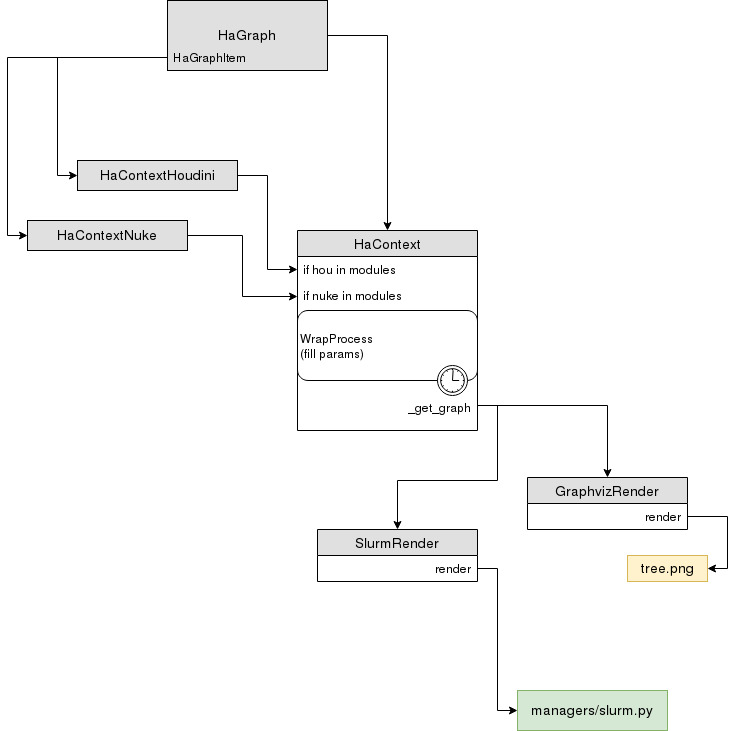 HaGraph
HaGraphItem
HaContextHoudini
HaContextNuke
HaContext
if hou in modules
if nuke in modules
WrapProcess
(fill params)
_get_graph
GraphvizRender
render
SlurmRender
render
tree.png
managers/slurm.py